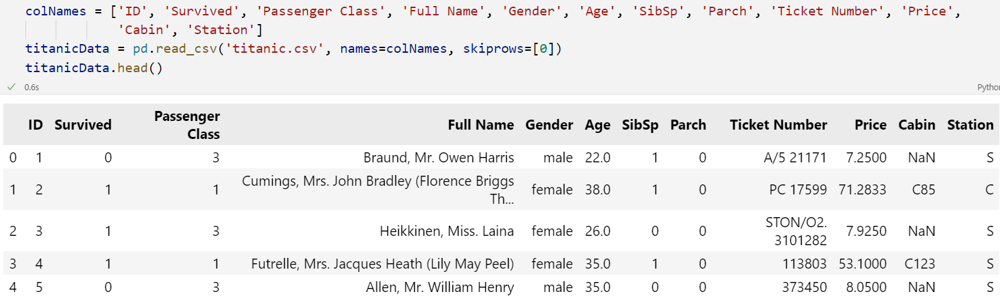 colNames = ['ID', 'Survived', 'Passenger Class', 'Full Name', 'Gender', 'Age', 'SibSp', 'Parch', 'Ticket Number', 'Price',
'Cabin', 'Station']
titanicData = pd.read_csv('titanic.csv', names=colNames, skiprows=[0])
titanicData.head()
0.6s Python
ID Survived Passenger Class Full Name Gender Age SibSp Parch Ticket Number Price Cabin Station
0 1 0 3 Braund, Mr. Owen Harris male 22.0 1 0 A/5 21171 7.2500 NaN S
1 2 1 1 Cumings, Mrs. John Bradley (Florence Briggs Th... female 38.0 1 0 PC 17599 71.2833 C85 C
2 3 1 3 Heikkinen, Miss. Laina female 26.0 0 0 STON/O2. 3101282 7.9250 NaN S
3 4 1 1 Futrelle, Mrs. Jacques Heath (Lily May Peel) female 35.0 1 0 113803 53.1000 C123 S
4 5 0 3 Allen, Mr. William Henry male 35.0 0 0 373450 8.0500 NaN S